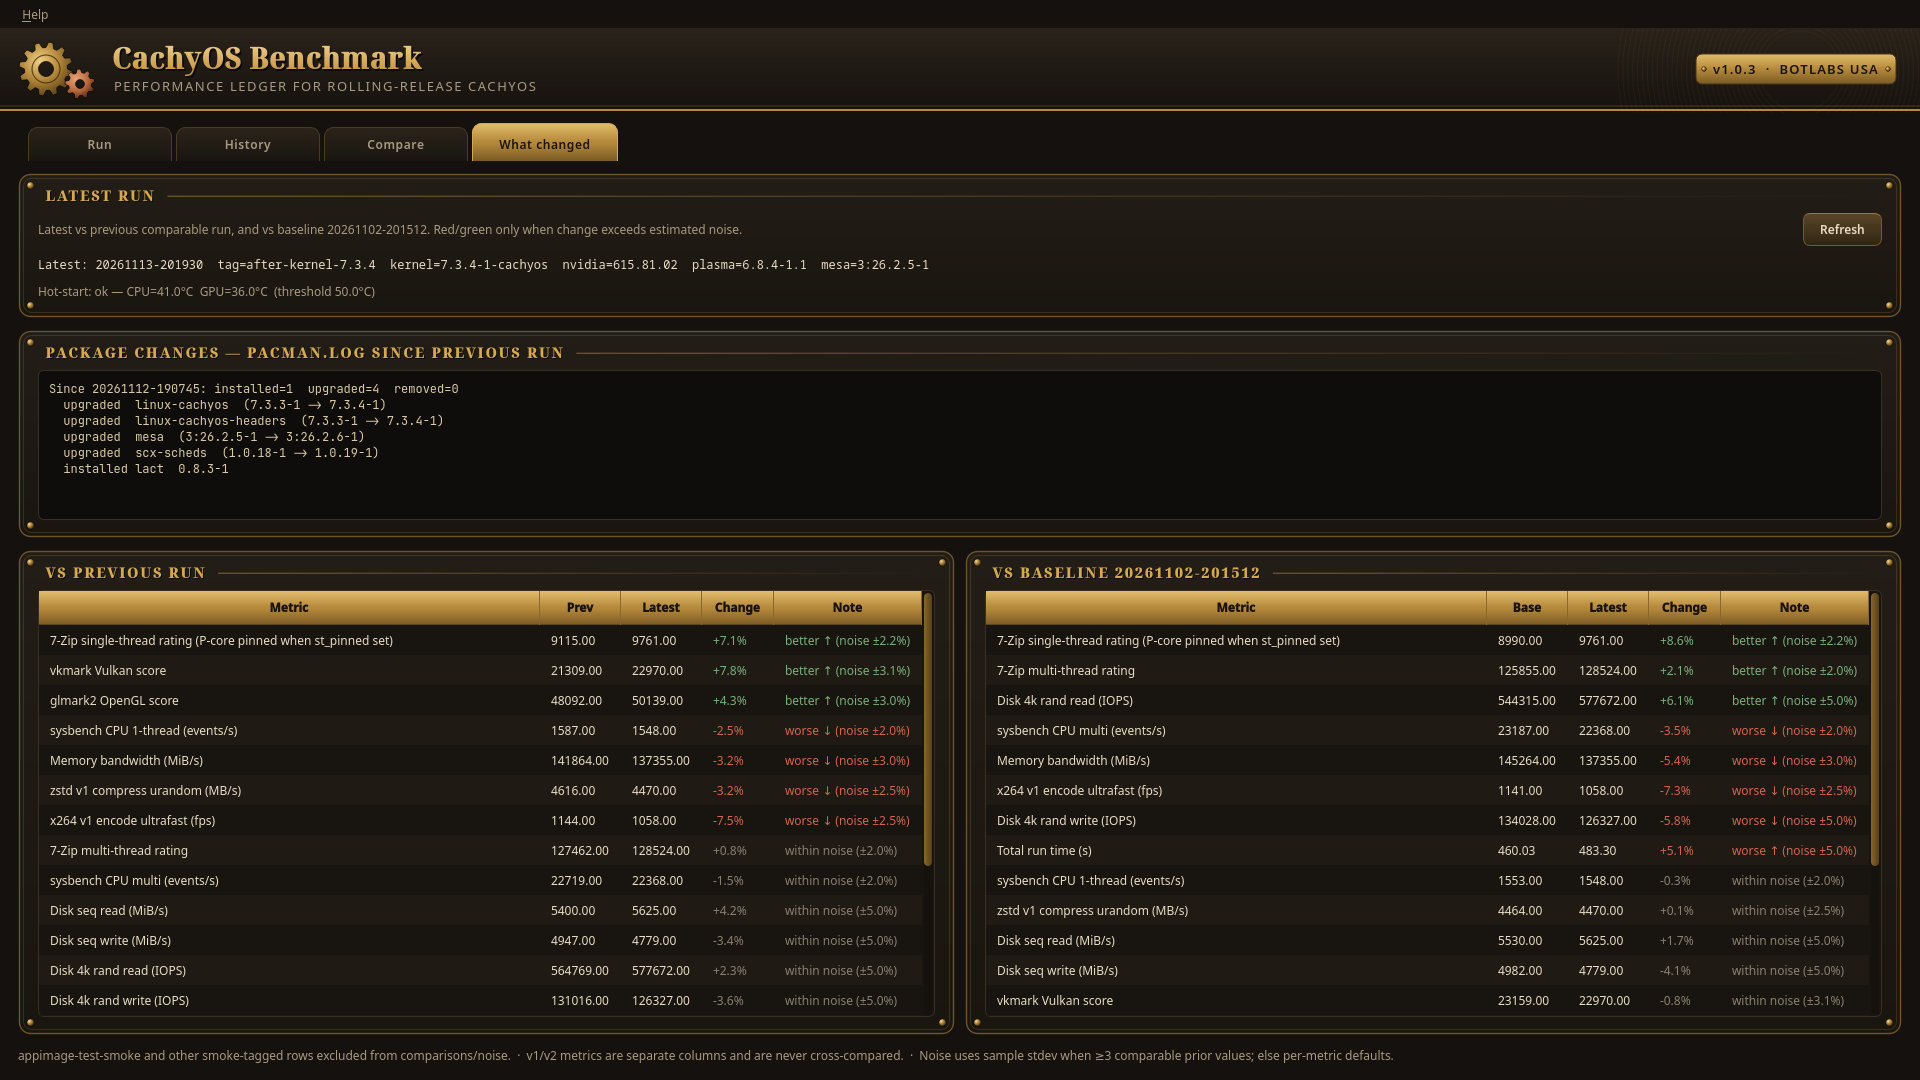 Help
CachyOS Benchmark
PERFORMANCE LEDGER FOR ROLLING-RELEASE CACHYOS
v1.0.3 · BOTLABS USA
Run History Compare What changed
LATEST RUN
Latest vs previous comparable run, and vs baseline 20261102-201512. Red/green only when change exceeds estimated noise.
Refresh
Latest: 20261113-201930 tag=after-kernel-7.3.4 kernel=7.3.4-1-cachyos nvidia=615.81.02 plasma=6.8.4-1.1 mesa=3:26.2.5-1
Hot-start: ok — CPU=41.0°C GPU=36.0°C (threshold 50.0°C)
PACKAGE CHANGES — PACMAN.LOG SINCE PREVIOUS RUN
Since 20261112-190745: installed=1 upgraded=4 removed=0
upgraded linux-cachyos (7.3.3-1 → 7.3.4-1)
upgraded linux-cachyos-headers (7.3.3-1 → 7.3.4-1)
upgraded mesa (3:26.2.5-1 → 3:26.2.6-1)
upgraded scx-scheds (1.0.18-1 → 1.0.19-1)
installed lact 0.8.3-1
VS PREVIOUS RUN
Metric Prev Latest Change Note
7-Zip single-thread rating (P-core pinned when st_pinned set) 9115.00 9761.00 +7.1% better ↑ (noise ±2.2%)
vkmark Vulkan score 21309.00 22970.00 +7.8% better ↑ (noise ±3.1%)
glmark2 OpenGL score 48092.00 50139.00 +4.3% better ↑ (noise ±3.0%)
sysbench CPU 1-thread (events/s) 1587.00 1548.00 -2.5% worse ↓ (noise ±2.0%)
Memory bandwidth (MiB/s) 141864.00 137355.00 -3.2% worse ↓ (noise ±3.0%)
zstd v1 compress urandom (MB/s) 4616.00 4470.00 -3.2% worse ↓ (noise ±2.5%)
x264 v1 encode ultrafast (fps) 1144.00 1058.00 -7.5% worse ↓ (noise ±2.5%)
7-Zip multi-thread rating 127462.00 128524.00 +0.8% within noise (±2.0%)
sysbench CPU multi (events/s) 22719.00 22368.00 -1.5% within noise (±2.0%)
Disk seq read (MiB/s) 5400.00 5625.00 +4.2% within noise (±5.0%)
Disk seq write (MiB/s) 4947.00 4779.00 -3.4% within noise (±5.0%)
Disk 4k rand read (IOPS) 564769.00 577672.00 +2.3% within noise (±5.0%)
Disk 4k rand write (IOPS) 131016.00 126327.00 -3.6% within noise (±5.0%)
VS BASELINE 20261102-201512
Metric Base Latest Change Note
7-Zip single-thread rating (P-core pinned when st_pinned set) 8990.00 9761.00 +8.6% better ↑ (noise ±2.2%)
7-Zip multi-thread rating 125855.00 128524.00 +2.1% better ↑ (noise ±2.0%)
Disk 4k rand read (IOPS) 544315.00 577672.00 +6.1% better ↑ (noise ±5.0%)
sysbench CPU multi (events/s) 23187.00 22368.00 -3.5% worse ↓ (noise ±2.0%)
Memory bandwidth (MiB/s) 145264.00 137355.00 -5.4% worse ↓ (noise ±3.0%)
x264 v1 encode ultrafast (fps) 1141.00 1058.00 -7.3% worse ↓ (noise ±2.5%)
Disk 4k rand write (IOPS) 134028.00 126327.00 -5.8% worse ↓ (noise ±5.0%)
Total run time (s) 460.03 483.30 +5.1% worse ↑ (noise ±5.0%)
sysbench CPU 1-thread (events/s) 1553.00 1548.00 -0.3% within noise (±2.0%)
zstd v1 compress urandom (MB/s) 4464.00 4470.00 +0.1% within noise (±2.5%)
Disk seq read (MiB/s) 5530.00 5625.00 +1.7% within noise (±5.0%)
Disk seq write (MiB/s) 4982.00 4779.00 -4.1% within noise (±5.0%)
vkmark Vulkan score 23159.00 22970.00 -0.8% within noise (±3.1%)
appimage-test-smoke and other smoke-tagged rows excluded from comparisons/noise. · v1/v2 metrics are separate columns and are never cross-compared. · Noise uses sample stdev when ≥3 comparable prior values; else per-metric defaults.